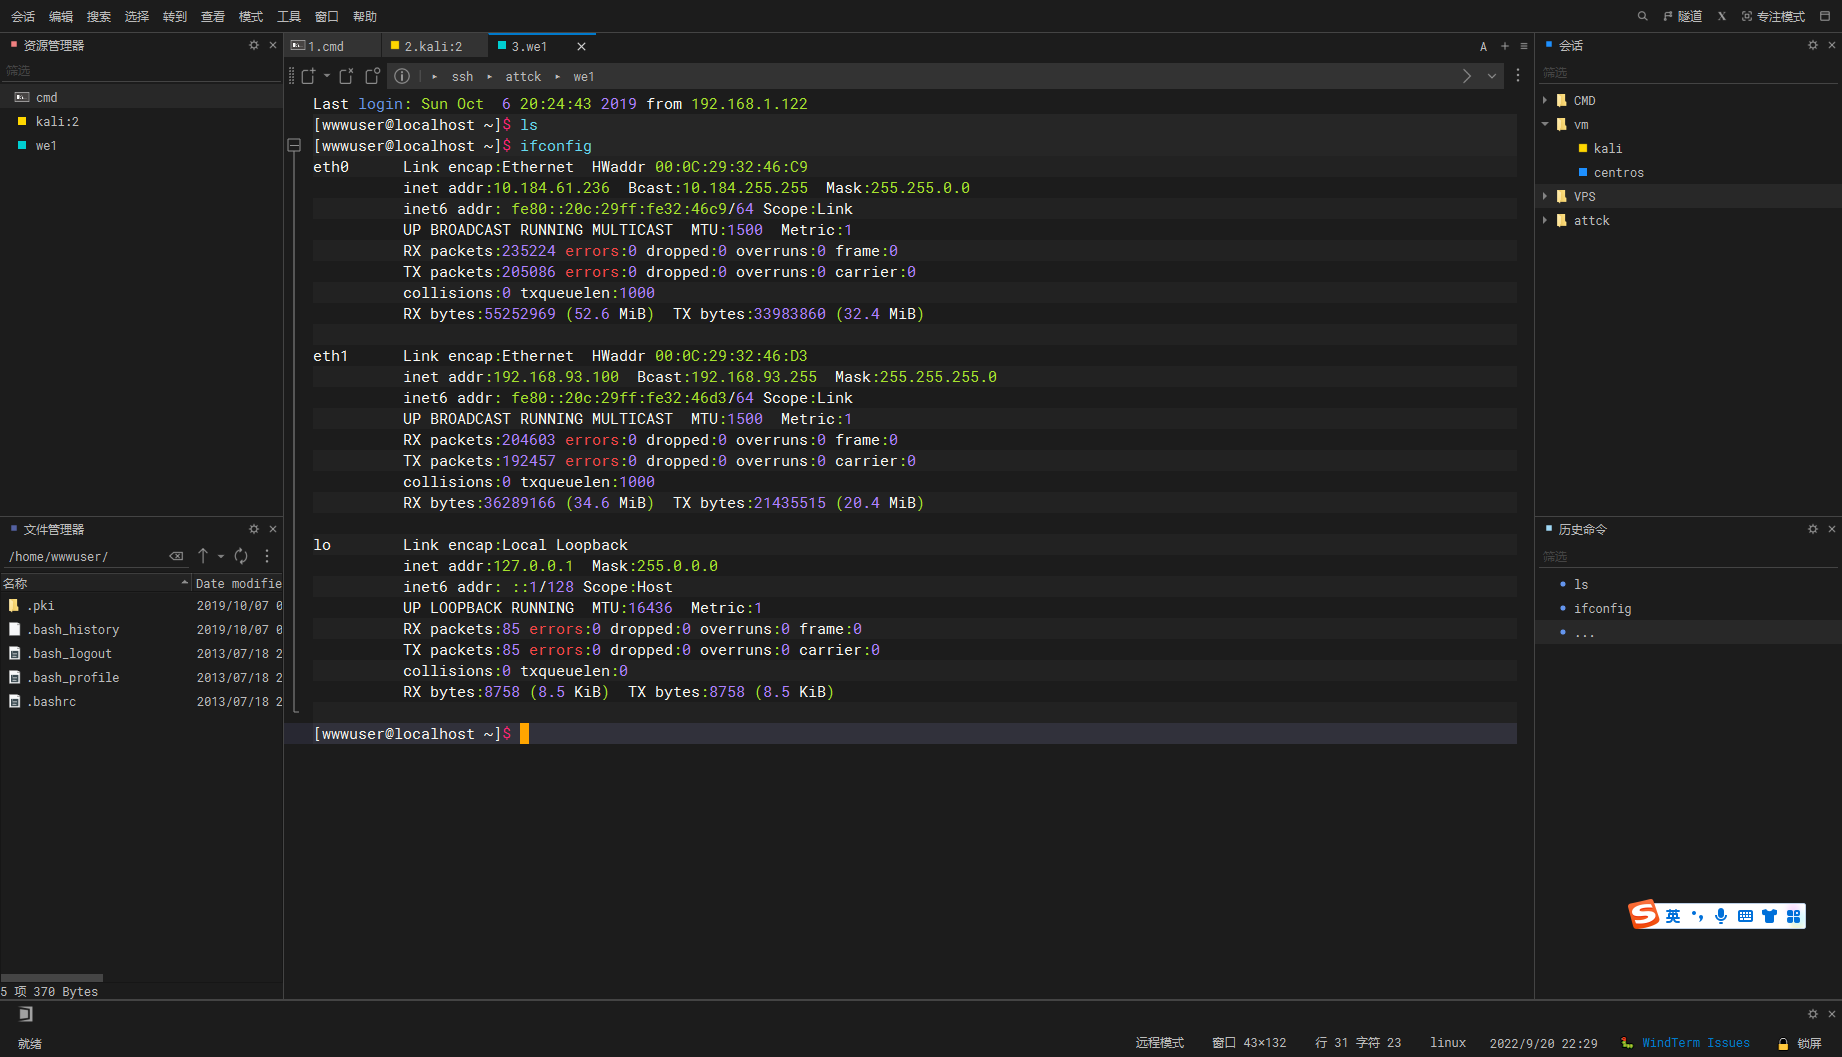 会话 编辑 搜索 选择 转到 查看 模式 工具 窗口 帮助
隧道 X 专注模式
资源管理器
筛选
cmd
kali:2
we1
1.cmd 2.kali:2 3.we1
A
ssh attck we1
Last login: Sun Oct  6 20:24:43 2019 from 192.168.1.122
[wwwuser@localhost ~]$ ls
[wwwuser@localhost ~]$ ifconfig
eth0      Link encap:Ethernet  HWaddr 00:0C:29:32:46:C9
          inet addr:10.184.61.236  Bcast:10.184.255.255  Mask:255.255.0.0
          inet6 addr: fe80::20c:29ff:fe32:46c9/64 Scope:Link
          UP BROADCAST RUNNING MULTICAST  MTU:1500  Metric:1
          RX packets:235224 errors:0 dropped:0 overruns:0 frame:0
          TX packets:205086 errors:0 dropped:0 overruns:0 carrier:0
          collisions:0 txqueuelen:1000
          RX bytes:55252969 (52.6 MiB)  TX bytes:33983860 (32.4 MiB)
eth1      Link encap:Ethernet  HWaddr 00:0C:29:32:46:D3
          inet addr:192.168.93.100  Bcast:192.168.93.255  Mask:255.255.255.0
          inet6 addr: fe80::20c:29ff:fe32:46d3/64 Scope:Link
          UP BROADCAST RUNNING MULTICAST  MTU:1500  Metric:1
          RX packets:204603 errors:0 dropped:0 overruns:0 frame:0
          TX packets:192457 errors:0 dropped:0 overruns:0 carrier:0
          collisions:0 txqueuelen:1000
          RX bytes:36289166 (34.6 MiB)  TX bytes:21435515 (20.4 MiB)
lo        Link encap:Local Loopback
          inet addr:127.0.0.1  Mask:255.0.0.0
          inet6 addr: ::1/128 Scope:Host
          UP LOOPBACK RUNNING  MTU:16436  Metric:1
          RX packets:85 errors:0 dropped:0 overruns:0 frame:0
          TX packets:85 errors:0 dropped:0 overruns:0 carrier:0
          collisions:0 txqueuelen:0
          RX bytes:8758 (8.5 KiB)  TX bytes:8758 (8.5 KiB)
[wwwuser@localhost ~]$
会话
筛选
CMD
vm
kali
centros
VPS
attck
文件管理器
/home/wwwuser/
名称 Date modifie
.pki 2019/10/07 0
.bash_history 2019/10/07 0
.bash_logout 2013/07/18 2
.bash_profile 2013/07/18 2
.bashrc 2013/07/18 2
5 项 370 Bytes
历史命令
筛选
ls
ifconfig
...
S 英
就绪
远程模式 窗口 43×132 行 31 字符 23 linux 2022/9/20 22:29 WindTerm Issues 锁屏